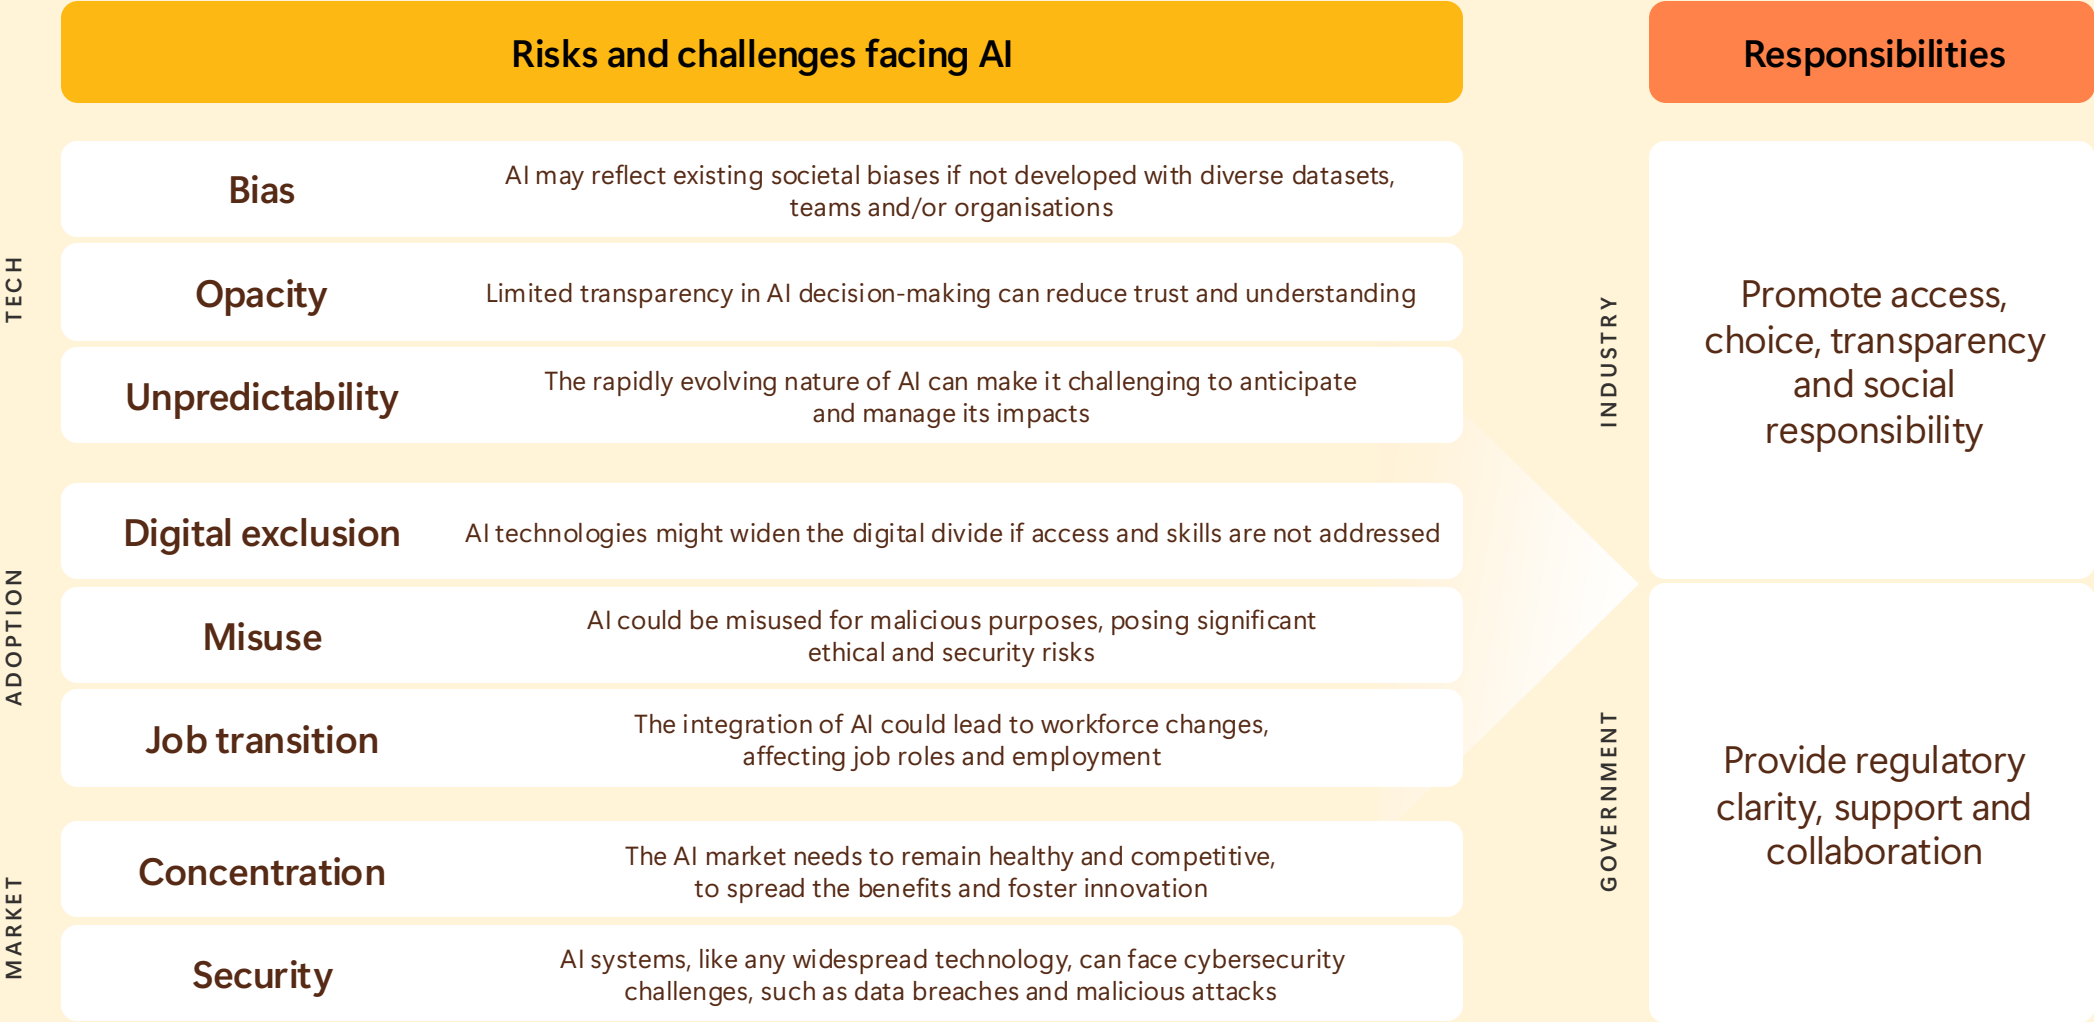 Risks and challenges facing AI
Responsibilities
TECH
Bias
AI may reflect existing societal biases if not developed with diverse datasets,
teams and/or organisations
Opacity
Limited transparency in AI decision-making can reduce trust and understanding
Unpredictability
The rapidly evolving nature of AI can make it challenging to anticipate
and manage its impacts
ADOPTION
Digital exclusion
AI technologies might widen the digital divide if access and skills are not addressed
Misuse
AI could be misused for malicious purposes, posing significant
ethical and security risks
Job transition
The integration of AI could lead to workforce changes,
affecting job roles and employment
MARKET
Concentration
The AI market needs to remain healthy and competitive,
to spread the benefits and foster innovation
Security
AI systems, like any widespread technology, can face cybersecurity
challenges, such as data breaches and malicious attacks
INDUSTRY
Promote access,
choice, transparency
and social
responsibility
GOVERNMENT
Provide regulatory
clarity, support and
collaboration